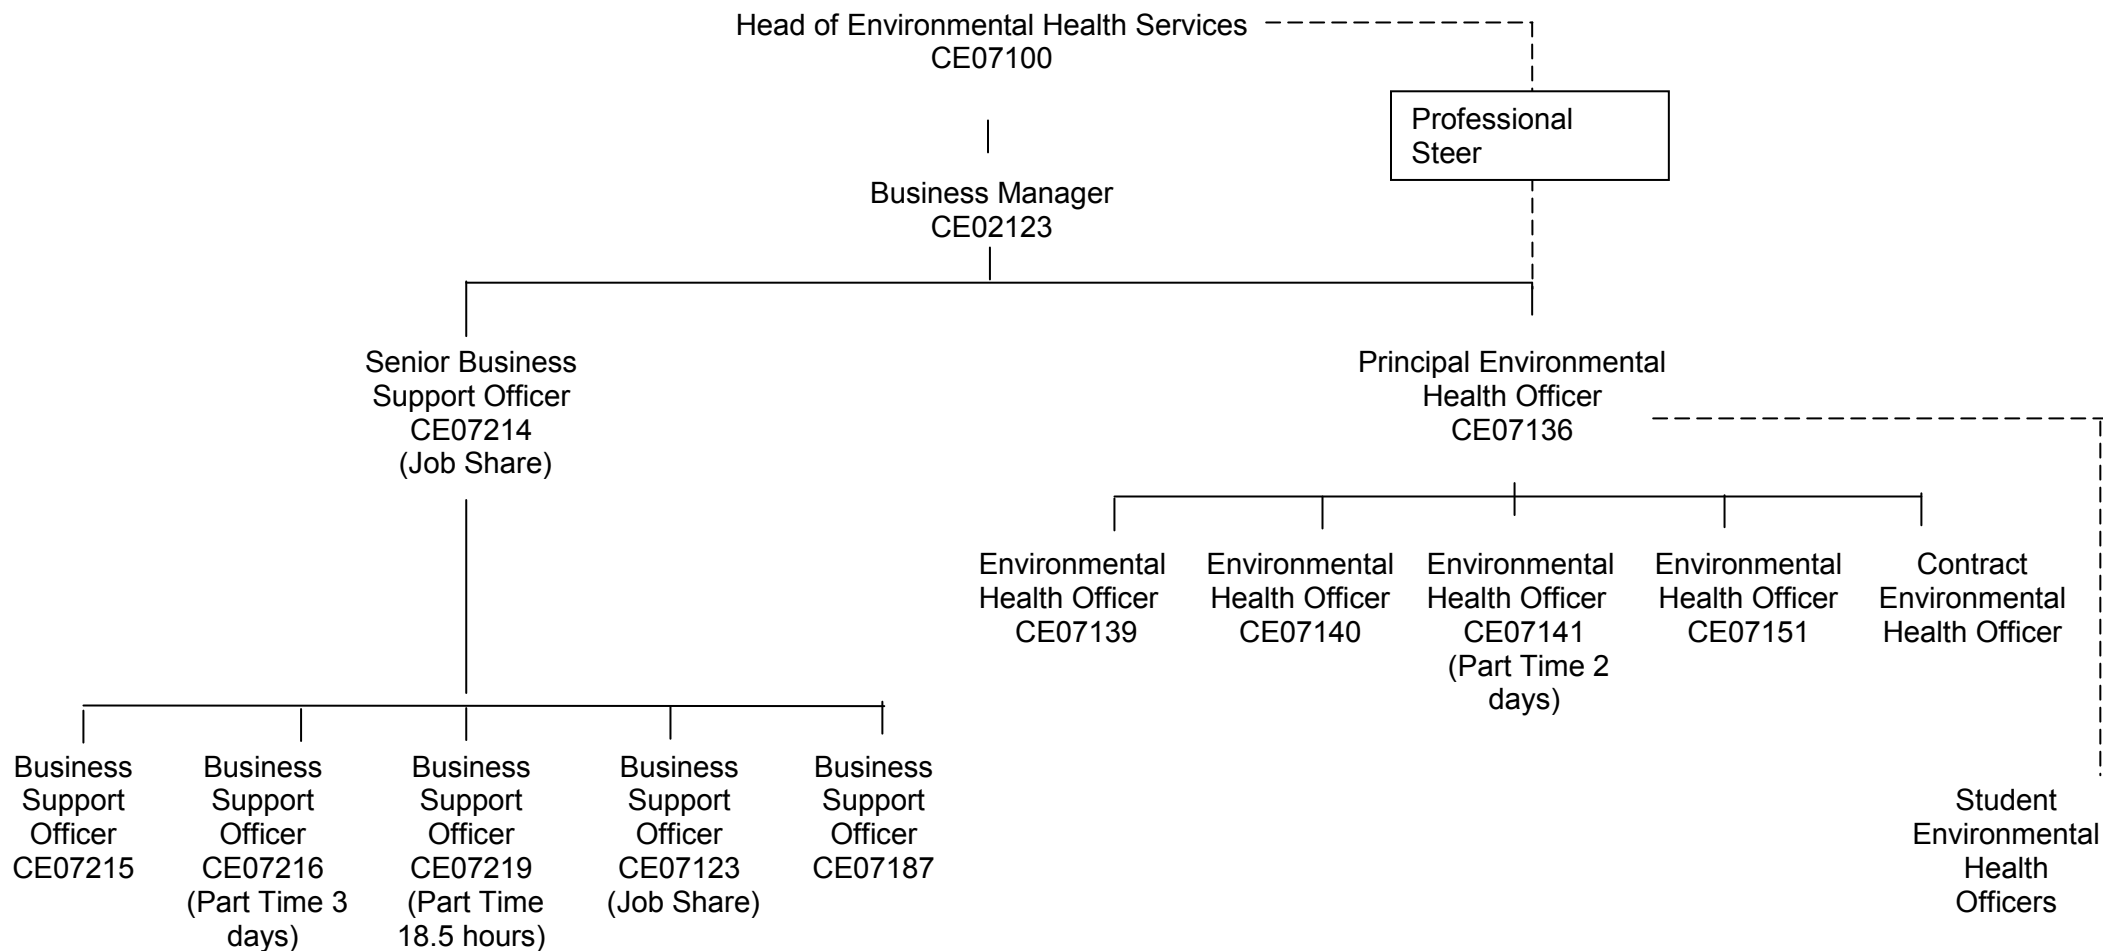 Head of Environmental Health Services
CE07100
Professional
Steer
Business Manager
CE02123
Senior Business
Support Officer
CE07214
(Job Share)
Principal Environmental
Health Officer
CE07136
Environmental
Health Officer
CE07139
Environmental
Health Officer
CE07140
Environmental
Health Officer
CE07141
(Part Time 2
days)
Environmental
Health Officer
CE07151
Contract
Environmental
Health Officer
Business
Support
Officer
CE07215
Business
Support
Officer
CE07216
(Part Time 3
days)
Business
Support
Officer
CE07219
(Part Time
18.5 hours)
Business
Support
Officer
CE07123
(Job Share)
Business
Support
Officer
CE07187
Student
Environmental
Health
Officers